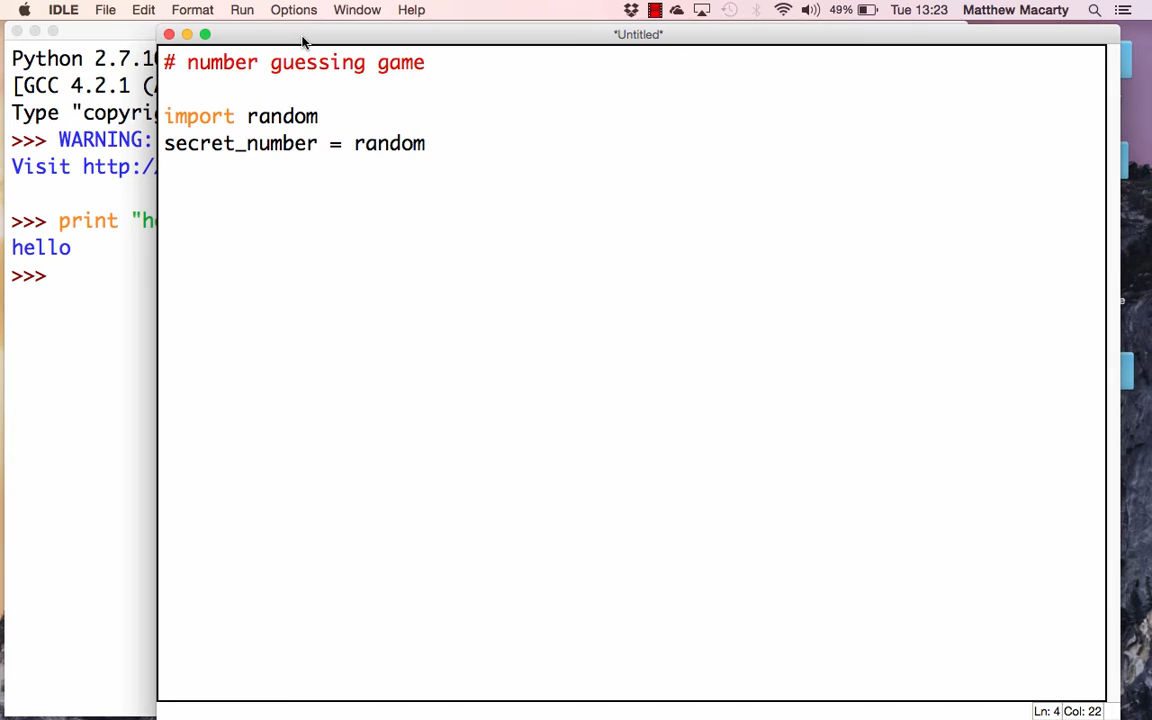 IDLE File Edit Format Run Options Window Help 49% Tue 13:23 Matthew Macarty
*Untitled*
Python 2.7.10
[GCC 4.2.1 (
Type "copyri
>>> WARNING:
Visit http:/
>>> print "h
hello
>>>
# number guessing game
import random
secret_number = random
Ln: 4 Col: 22